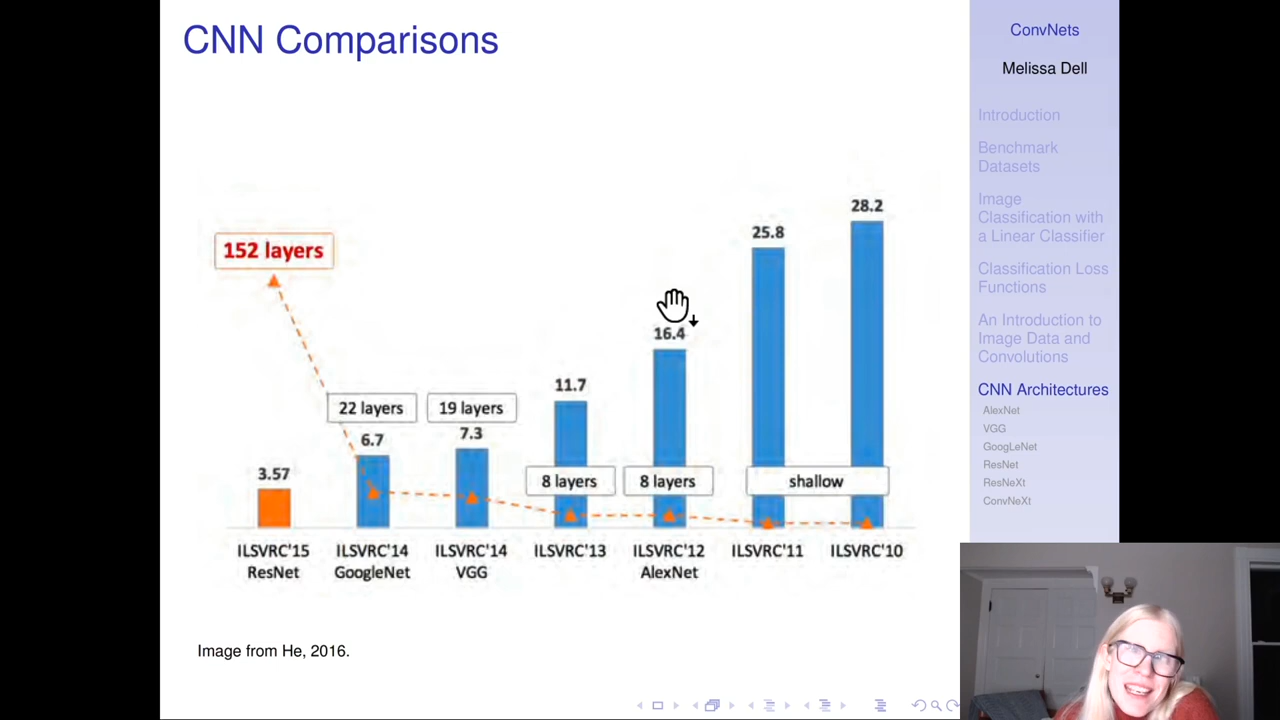 CNN Comparisons
152 layers
22 layers
19 layers
8 layers
8 layers
shallow
3.57
6.7
7.3
11.7
16.4
25.8
28.2
ILSVRC'15 ILSVRC'14 ILSVRC'14 ILSVRC'13 ILSVRC'12 ILSVRC'11 ILSVRC'10
ResNet GoogleNet VGG AlexNet
Image from He, 2016.
ConvNets
Melissa Dell
Introduction
Benchmark
Datasets
Image
Classification with
a Linear Classifier
Classification Loss
Functions
An Introduction to
Image Data and
Convolutions
CNN Architectures
AlexNet
VGG
GoogLeNet
ResNet
ResNeXt
ConvNeXt